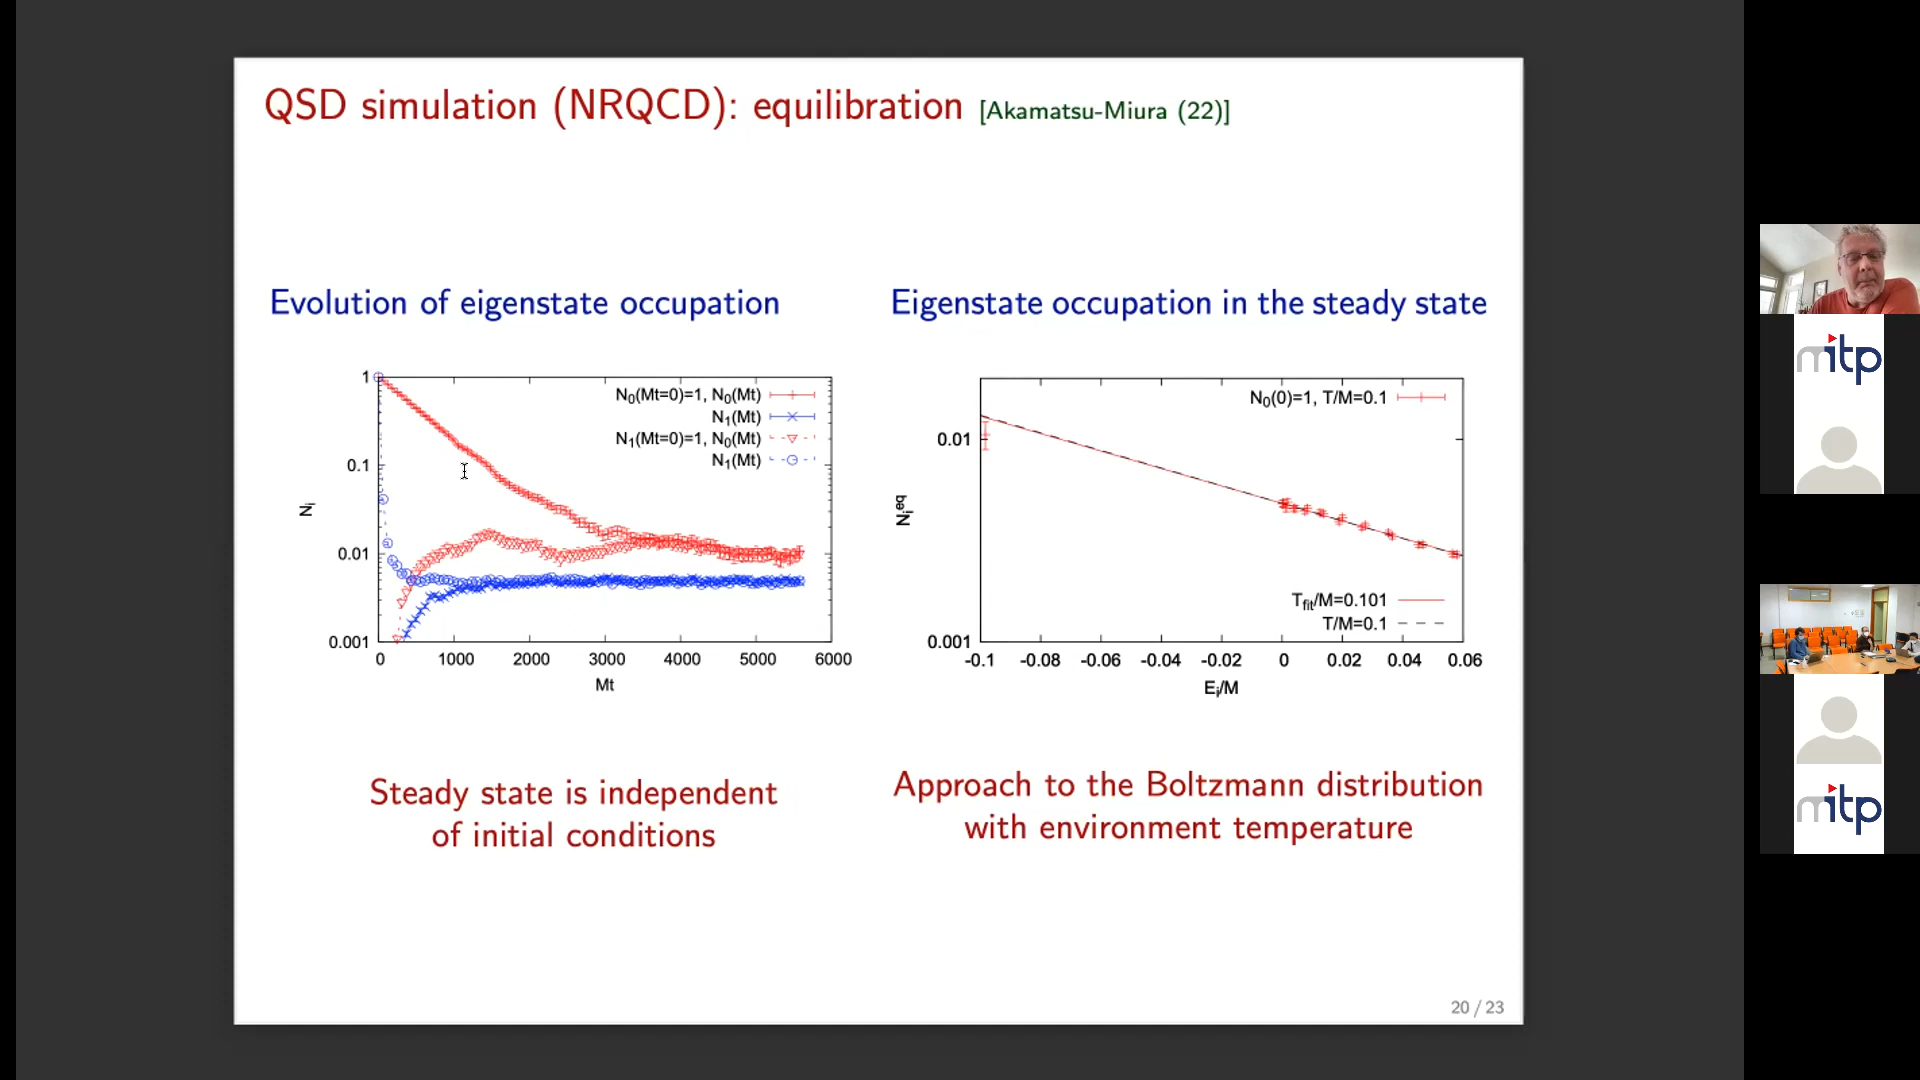 QSD simulation (NRQCD): equilibration [Akamatsu-Miura (22)]
Evolution of eigenstate occupation
Eigenstate occupation in the steady state
N0(Mt=0)=1, N0(Mt)
N1(Mt)
N1(Mt=0)=1, N0(Mt)
N1(Mt)
1
0.1
0.01
0.001
Ni
0 1000 2000 3000 4000 5000 6000
Mt
N0(0)=1, T/M=0.1
0.01
0.001
Ni^eq
Tfit/M=0.101
T/M=0.1
-0.1 -0.08 -0.06 -0.04 -0.02 0 0.02 0.04 0.06
Ei/M
Steady state is independent
of initial conditions
Approach to the Boltzmann distribution
with environment temperature
20 / 23
mitp
mitp